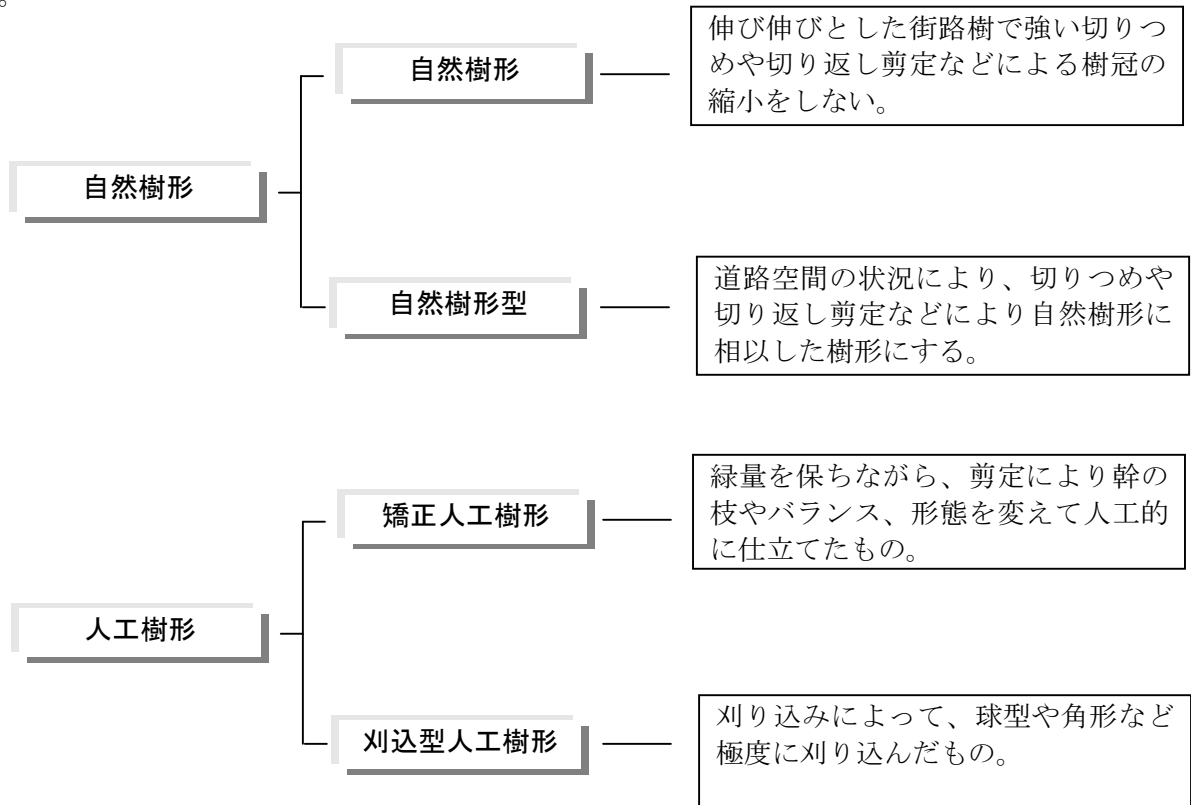 。
自然樹形
伸び伸びとした街路樹で強い切りつ
めや切り返し剪定などによる樹冠の
縮小をしない。
自然樹形
自然樹形型
道路空間の状況により、切りつめや
切り返し剪定などにより自然樹形に
相以した樹形にする。
矯正人工樹形
緑量を保ちながら、剪定により幹の
枝やバランス、形態を変えて人工的
に仕立てたもの。
人工樹形
刈込型人工樹形
刈り込みによって、球型や角形など
極度に刈り込んだもの。